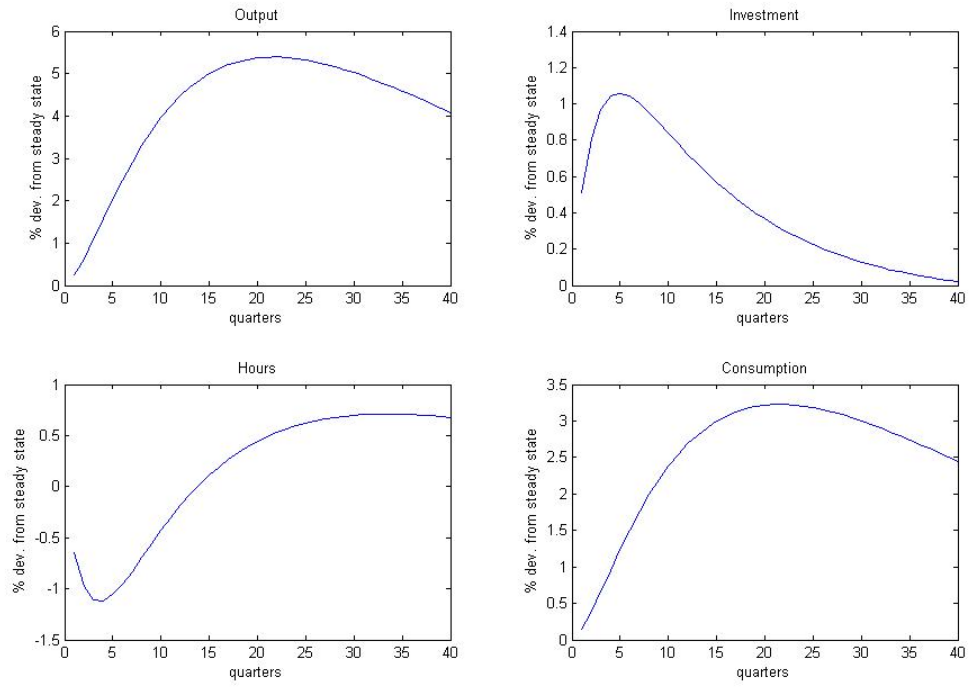 Output
% dev. from steady state
6
5
4
3
2
1
0
0 5 10 15 20 25 30 35 40
quarters
Investment
% dev. from steady state
1.4
1.2
1
0.8
0.6
0.4
0.2
0
0 5 10 15 20 25 30 35 40
quarters
Hours
% dev. from steady state
1
0.5
0
-0.5
-1
-1.5
0 5 10 15 20 25 30 35 40
quarters
Consumption
% dev. from steady state
3.5
3
2.5
2
1.5
1
0.5
0
0 5 10 15 20 25 30 35 40
quarters